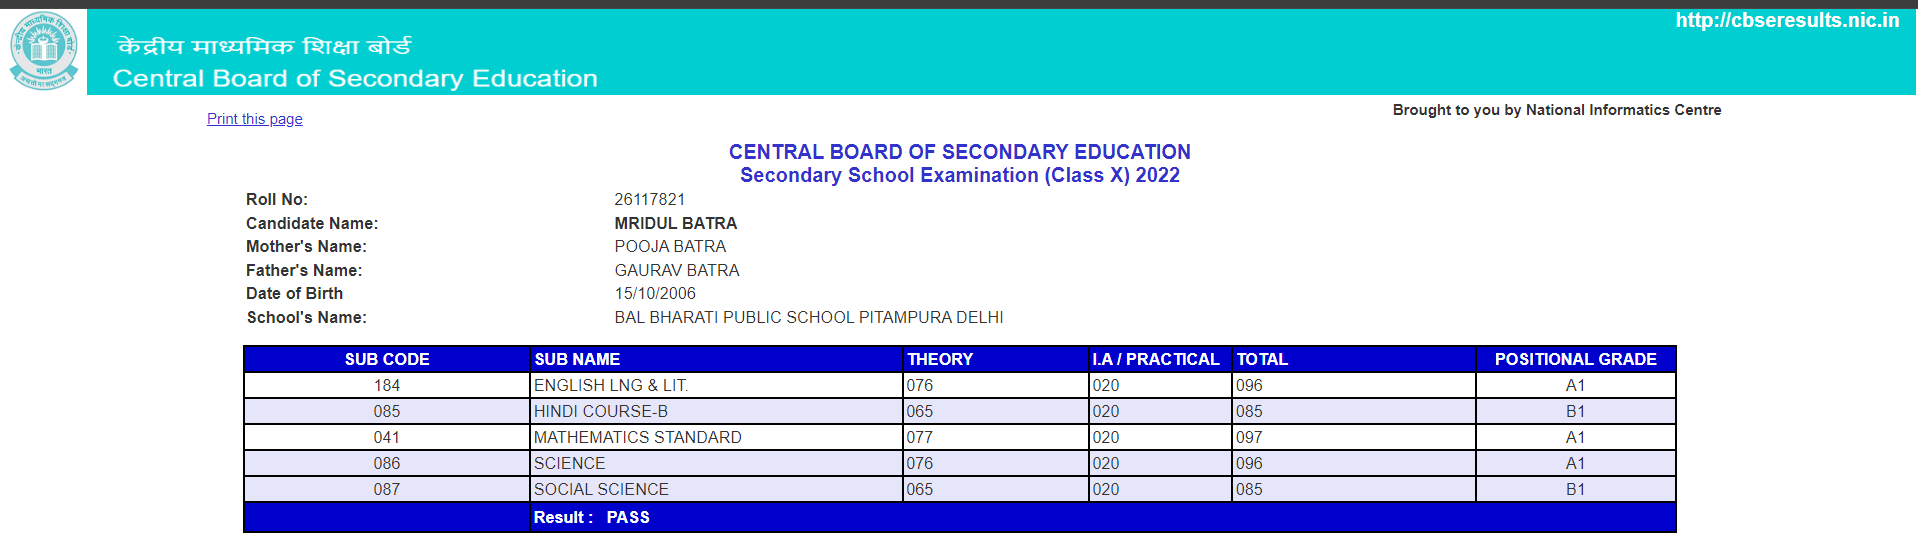 http://cbseresults.nic.in
केंद्रीय माध्यमिक शिक्षा बोर्ड
Central Board of Secondary Education
केन्द्रीय माध्यमिक शिक्षा बोर्ड
भारत
असतो मा सद्गमय
Print this page
Brought to you by National Informatics Centre
CENTRAL BOARD OF SECONDARY EDUCATION
Secondary School Examination (Class X) 2022
Roll No: 26117821
Candidate Name: MRIDUL BATRA
Mother's Name: POOJA BATRA
Father's Name: GAURAV BATRA
Date of Birth 15/10/2006
School's Name: BAL BHARATI PUBLIC SCHOOL PITAMPURA DELHI
SUB CODE SUB NAME THEORY I.A / PRACTICAL TOTAL POSITIONAL GRADE
184 ENGLISH LNG & LIT. 076 020 096 A1
085 HINDI COURSE-B 065 020 085 B1
041 MATHEMATICS STANDARD 077 020 097 A1
086 SCIENCE 076 020 096 A1
087 SOCIAL SCIENCE 065 020 085 B1
Result : PASS